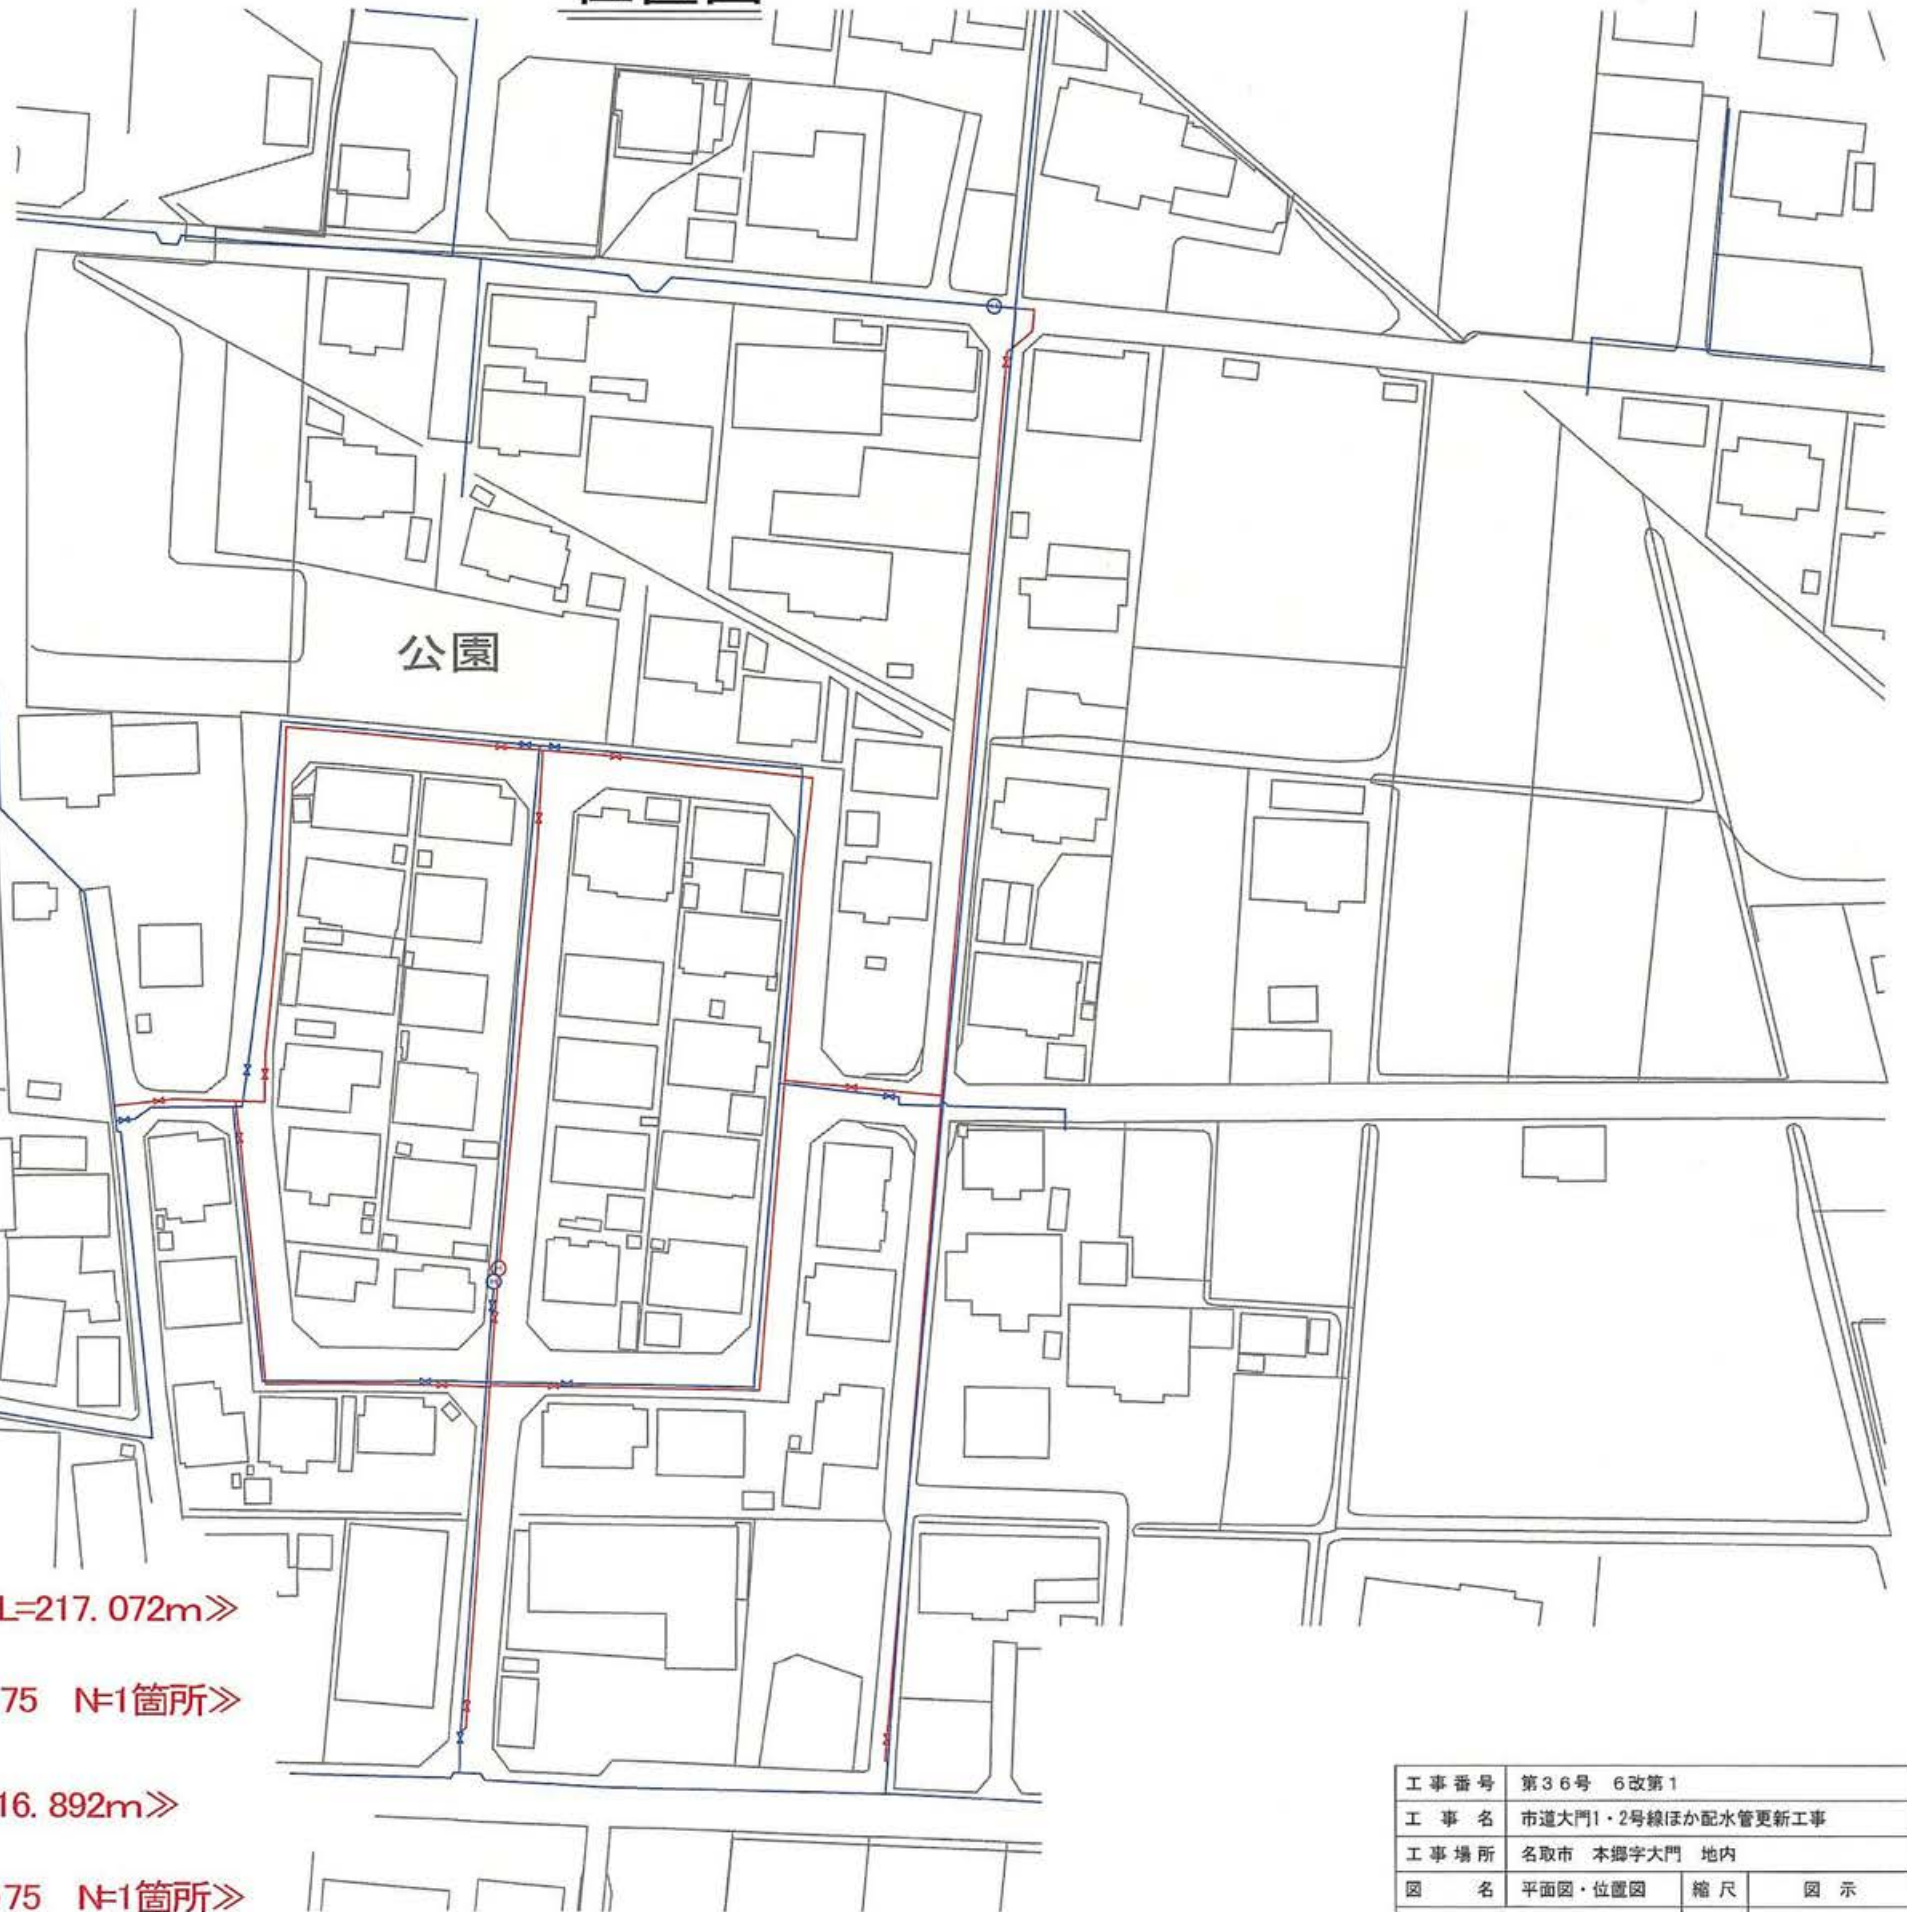 公園
L=217.072m≫
75 N=1箇所≫
16.892m≫
75 N=1箇所≫
工事番号 第36号 6改第1
工事名 市道大門1・2号線ほか配水管更新工事
工事場所 名取市 本郷字大門 地内
図名 平面図・位置図 縮尺 図示